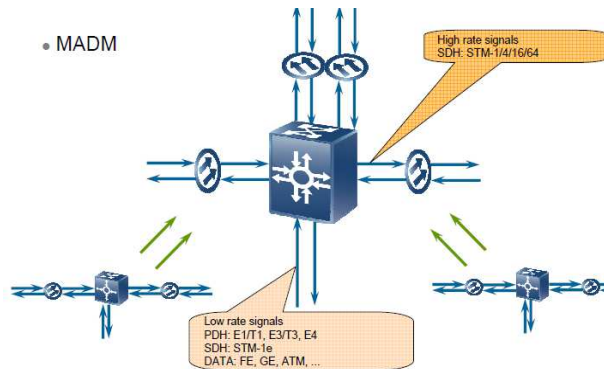 • MADM
High rate signals
SDH: STM-1/4/16/64
Low rate signals
PDH: E1/T1, E3/T3, E4
SDH: STM-1e
DATA: FE, GE, ATM, ...